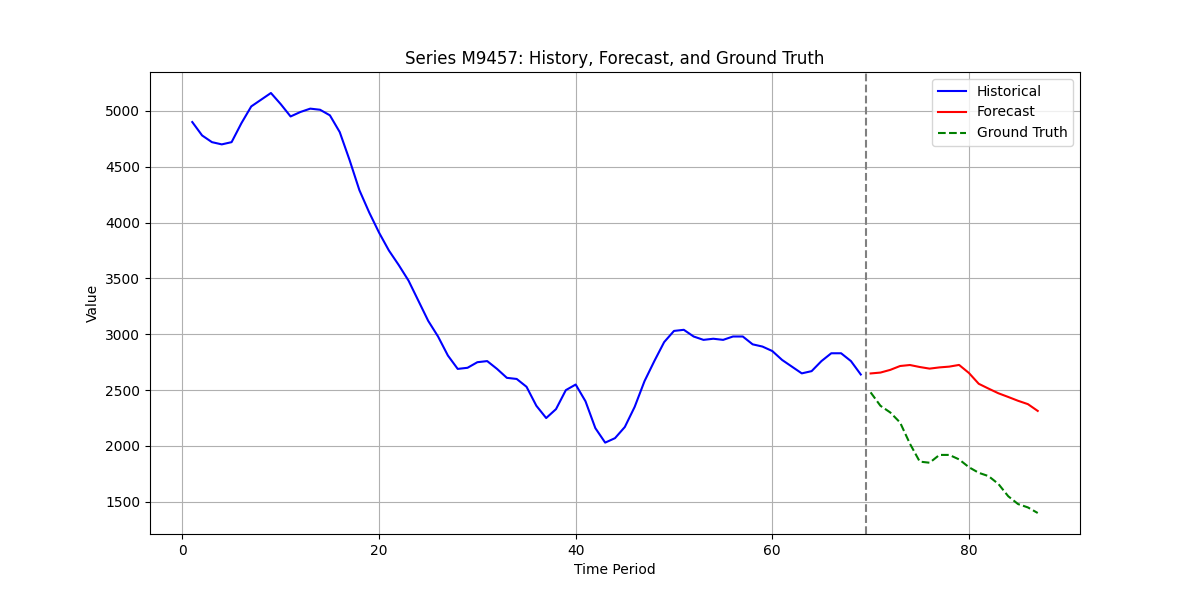 Series M9457: History, Forecast, and Ground Truth
Historical
Forecast
Ground Truth
Value
5000
4500
4000
3500
3000
2500
2000
1500
0 20 40 60 80
Time Period